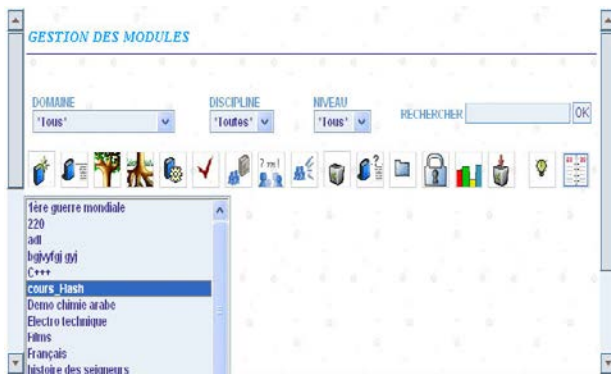 GESTION DES MODULES
DOMAINE DISCIPLINE NIVEAU
"Tous" "Toutes" "Tous" RECHERCHER OK
1ère guerre mondiale
220
adl
bgjvyfgj gyj
C+++
cours_Flash
Demo chimie arabe
Electro technique
Films
Français
histoire des seigneurs